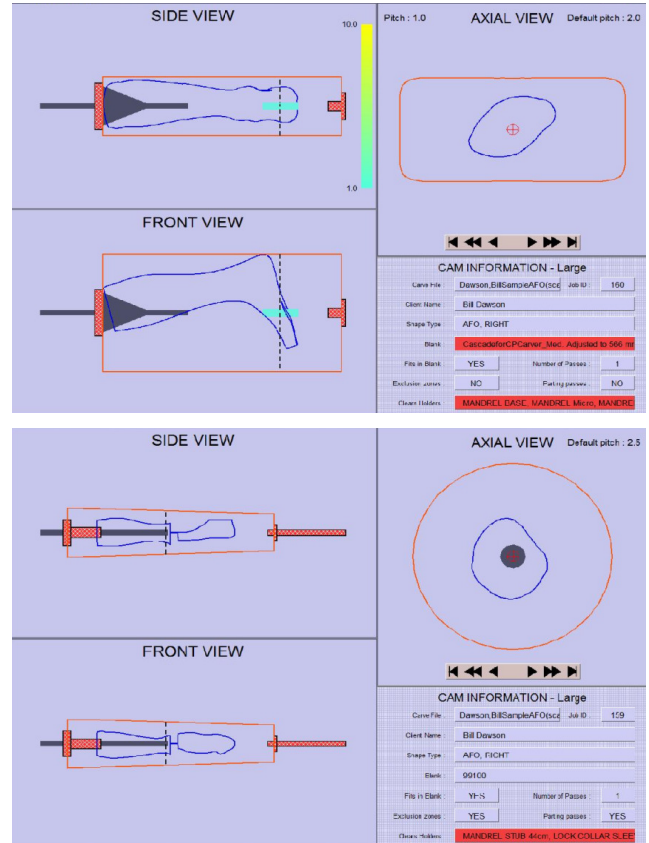 SIDE VIEW
10.0
1.0
FRONT VIEW
Pitch : 1.0
AXIAL VIEW
Default pitch : 2.0
CAM INFORMATION - Large
Carve File :
Dawson,BillSampleAFO(sca
Job ID :
160
Client Name :
Bill Dawson
Shape Type :
AFO, RIGHT
Blank :
CascadeforCPCarver_Med. Adjusted to 566 mr
Fits in Blank :
YES
Number of Passes :
1
Exclusion zones :
NO
Parting passes :
NO
Clears Holders :
MANDREL BASE, MANDREL Micro, MANDRE
SIDE VIEW
FRONT VIEW
AXIAL VIEW
Default pitch : 2.5
CAM INFORMATION - Large
Carve File :
Dawson,BillSampleAFO(sca
Job ID :
159
Client Name :
Bill Dawson
Shape Type :
AFO, RIGHT
Blank :
99100
Fits in Blank :
YES
Number of Passes :
1
Exclusion zones :
YES
Parting passes :
YES
Clears Holders :
MANDREL STUB 44cm, LOCK COLLAR SLEE